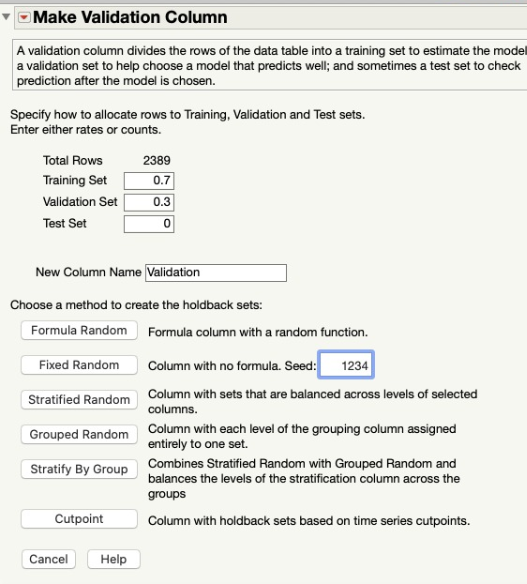 Make Validation Column
A validation column divides the rows of the data table into a training set to estimate the model
a validation set to help choose a model that predicts well; and sometimes a test set to check
prediction after the model is chosen.
Specify how to allocate rows to Training, Validation and Test sets.
Enter either rates or counts.
Total Rows 2389
Training Set 0.7
Validation Set 0.3
Test Set 0
New Column Name Validation
Choose a method to create the holdback sets:
Formula Random Formula column with a random function.
Fixed Random Column with no formula. Seed: 1234
Stratified Random Column with sets that are balanced across levels of selected
columns.
Grouped Random Column with each level of the grouping column assigned
entirely to one set.
Stratify By Group Combines Stratified Random with Grouped Random and
balances the levels of the stratification column across the
groups
Cutpoint Column with holdback sets based on time series cutpoints.
Cancel Help